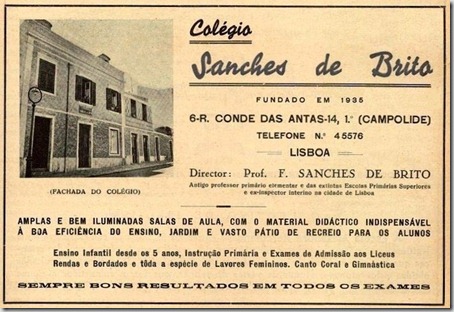 Colégio
Sanches de Brito
FUNDADO EM 1935
6-R. CONDE DAS ANTAS-14, 1.º (CAMPOLIDE)
TELEFONE N.º 45576
LISBOA
Director: Prof. F. SANCHES DE BRITO
Antigo professor primário elementar e das extintas Escolas Primárias Superiores
e ex-inspector interino na cidade de Lisboa
(FACHADA DO COLÉGIO)
AMPLAS E BEM ILUMINADAS SALAS DE AULA, COM O MATERIAL DIDÁCTICO INDISPENSÁVEL
À BOA EFICIÊNCIA DO ENSINO, JARDIM E VASTO PÁTIO DE RECREIO PARA OS ALUNOS
Ensino Infantil desde os 5 anos, Instrução Primária e Exames de Admissão aos Liceus
Rendas e Bordados e tôda a espécie de Lavores Femininos. Canto Coral e Gimnástica
SEMPRE BONS RESULTADOS EM TODOS OS EXAMES